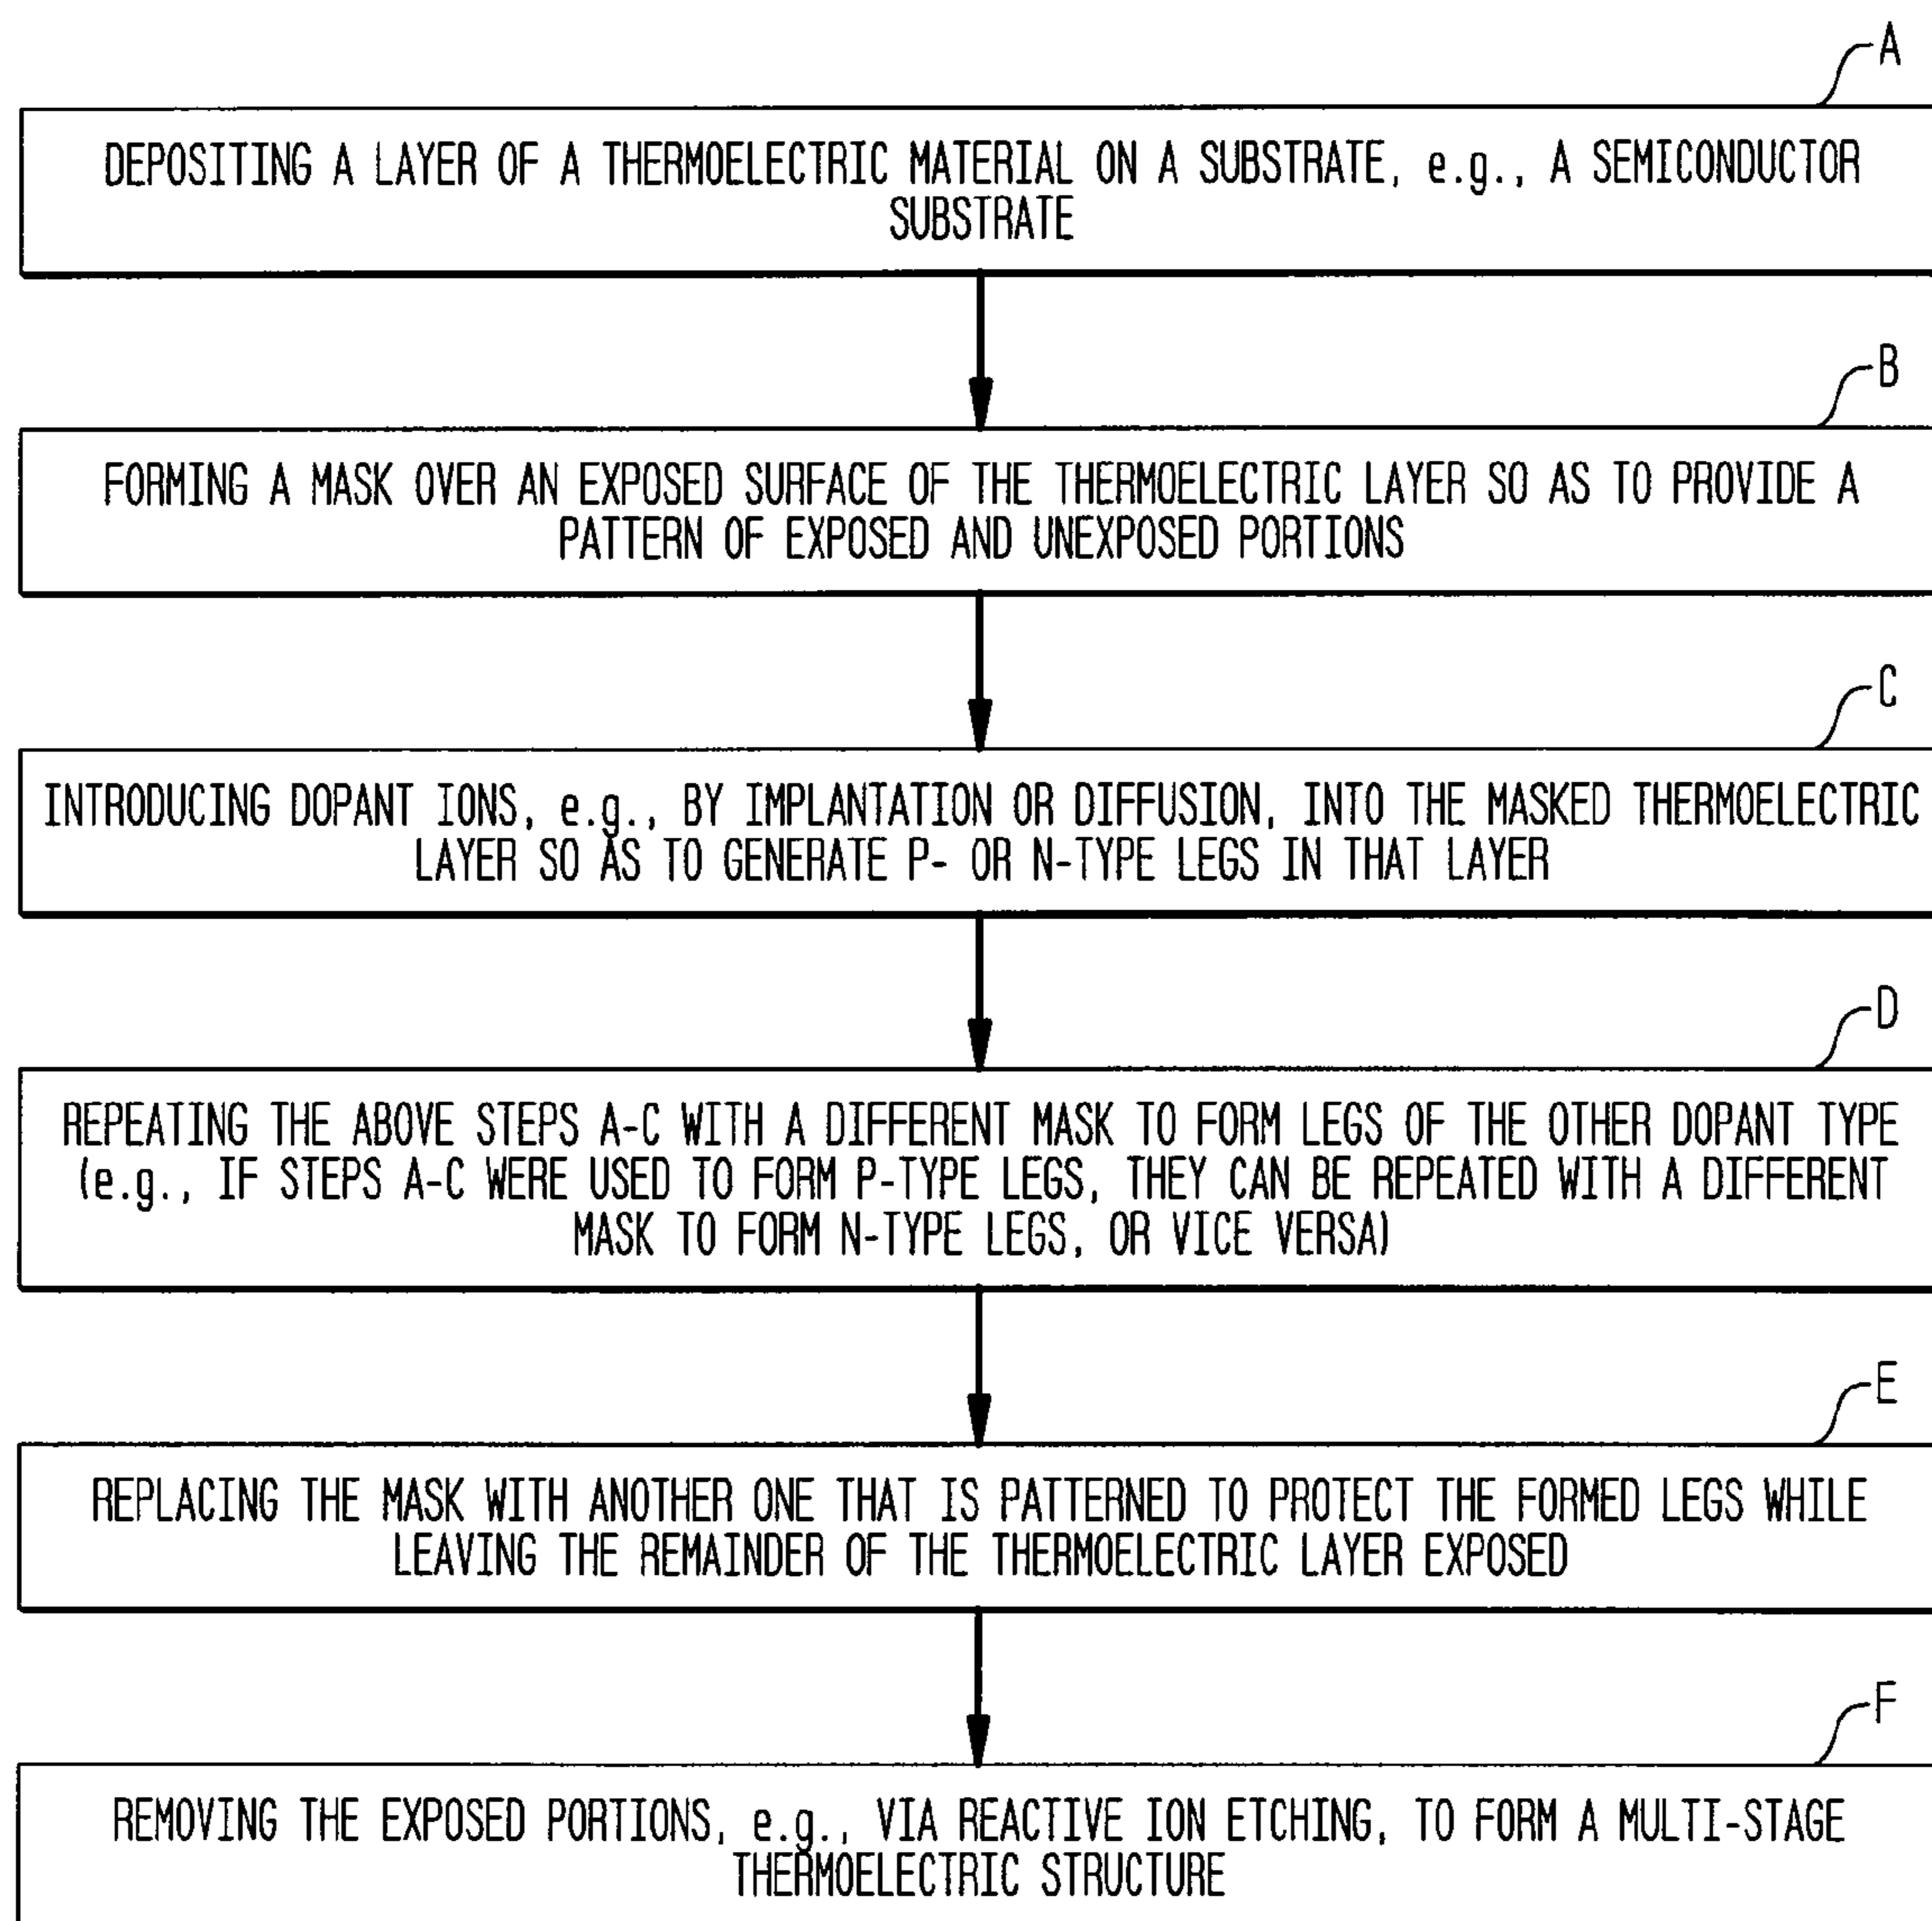 A
DEPOSITING A LAYER OF A THERMOELECTRIC MATERIAL ON A SUBSTRATE, e.g., A SEMICONDUCTOR
SUBSTRATE
B
FORMING A MASK OVER AN EXPOSED SURFACE OF THE THERMOELECTRIC LAYER SO AS TO PROVIDE A
PATTERN OF EXPOSED AND UNEXPOSED PORTIONS
C
INTRODUCING DOPANT IONS, e.g., BY IMPLANTATION OR DIFFUSION, INTO THE MASKED THERMOELECTRIC
LAYER SO AS TO GENERATE P- OR N-TYPE LEGS IN THAT LAYER
D
REPEATING THE ABOVE STEPS A-C WITH A DIFFERENT MASK TO FORM LEGS OF THE OTHER DOPANT TYPE
(e.g., IF STEPS A-C WERE USED TO FORM P-TYPE LEGS, THEY CAN BE REPEATED WITH A DIFFERENT
MASK TO FORM N-TYPE LEGS, OR VICE VERSA)
E
REPLACING THE MASK WITH ANOTHER ONE THAT IS PATTERNED TO PROTECT THE FORMED LEGS WHILE
LEAVING THE REMAINDER OF THE THERMOELECTRIC LAYER EXPOSED
F
REMOVING THE EXPOSED PORTIONS, e.g., VIA REACTIVE ION ETCHING, TO FORM A MULTI-STAGE
THERMOELECTRIC STRUCTURE